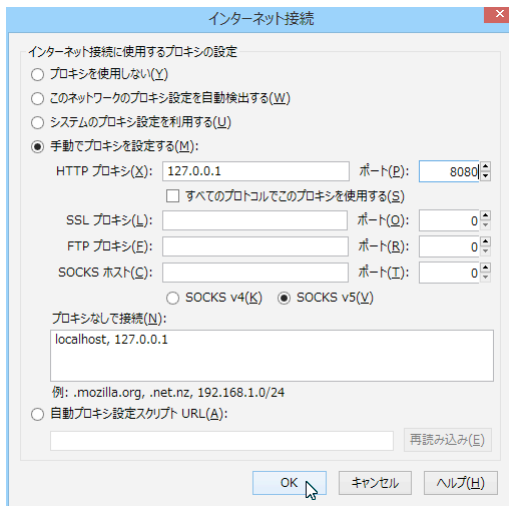 インターネット接続
インターネット接続に使用するプロキシの設定
プロキシを使用しない(Y)
このネットワークのプロキシ設定を自動検出する(W)
システムのプロキシ設定を利用する(U)
手動でプロキシを設定する(M):
HTTP プロキシ(X): 127.0.0.1 ポート(P): 8080
すべてのプロトコルでこのプロキシを使用する(S)
SSL プロキシ(L): ポート(O): 0
FTP プロキシ(F): ポート(R): 0
SOCKS ホスト(C): ポート(T): 0
SOCKS v4(K) SOCKS v5(V)
プロキシなしで接続(N):
localhost, 127.0.0.1
例: .mozilla.org, .net.nz, 192.168.1.0/24
自動プロキシ設定スクリプト URL(A):
再読み込み(E)
OK キャンセル ヘルプ(H)